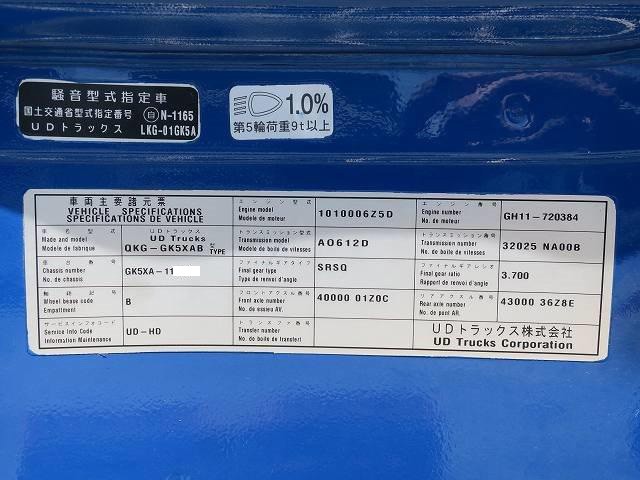 騒音型式指定車
国土交通省型式指定番号 自 N-1165
UDトラックス LKG-01GK5A
1.0%
第5輪荷重9t以上
車両主要諸元票
VEHICLE SPECIFICATIONS
SPECIFICATIONS DE VEHICLE
車名型式
Made and model
Modele de fabrique
UDトラックス
UD Trucks
QKG-GK5XAB 型
TYPE
車台番号
Chassis number
No. de chassis
GK5XA-11
軸距記号
Wheel bease code
Empattment
B
サービスインフォコード
Service Info Code
Information Maintenance
UD-HD
エンジン型式
Engine model
Modele de moteur
1010006Z5D
トランスミッション型式
Transmission model
Modele de boite de vitesses
AO612D
ファイナルギアタイプ
Final gear type
Type de renvoi d'angle
SRSQ
フロントアクスル番号
Front axle number
No. de essieu AV.
40000 01Z0C
トランスファ番号
Transfer number
No. de boite de transfert
エンジン番号
Engine number
No. de moteur
GH11-720384
トランスミッション番号
Transmission number
No. de boite de vitesses
32025 NA00B
ファイナルギアレシオ
Final gear ratio
Rapport de renvoi d'angle
3.700
リアアクスル番号
Rear axle number
No. de pont AR.
43000 36Z8E
UDトラックス株式会社
UD Trucks Corporation